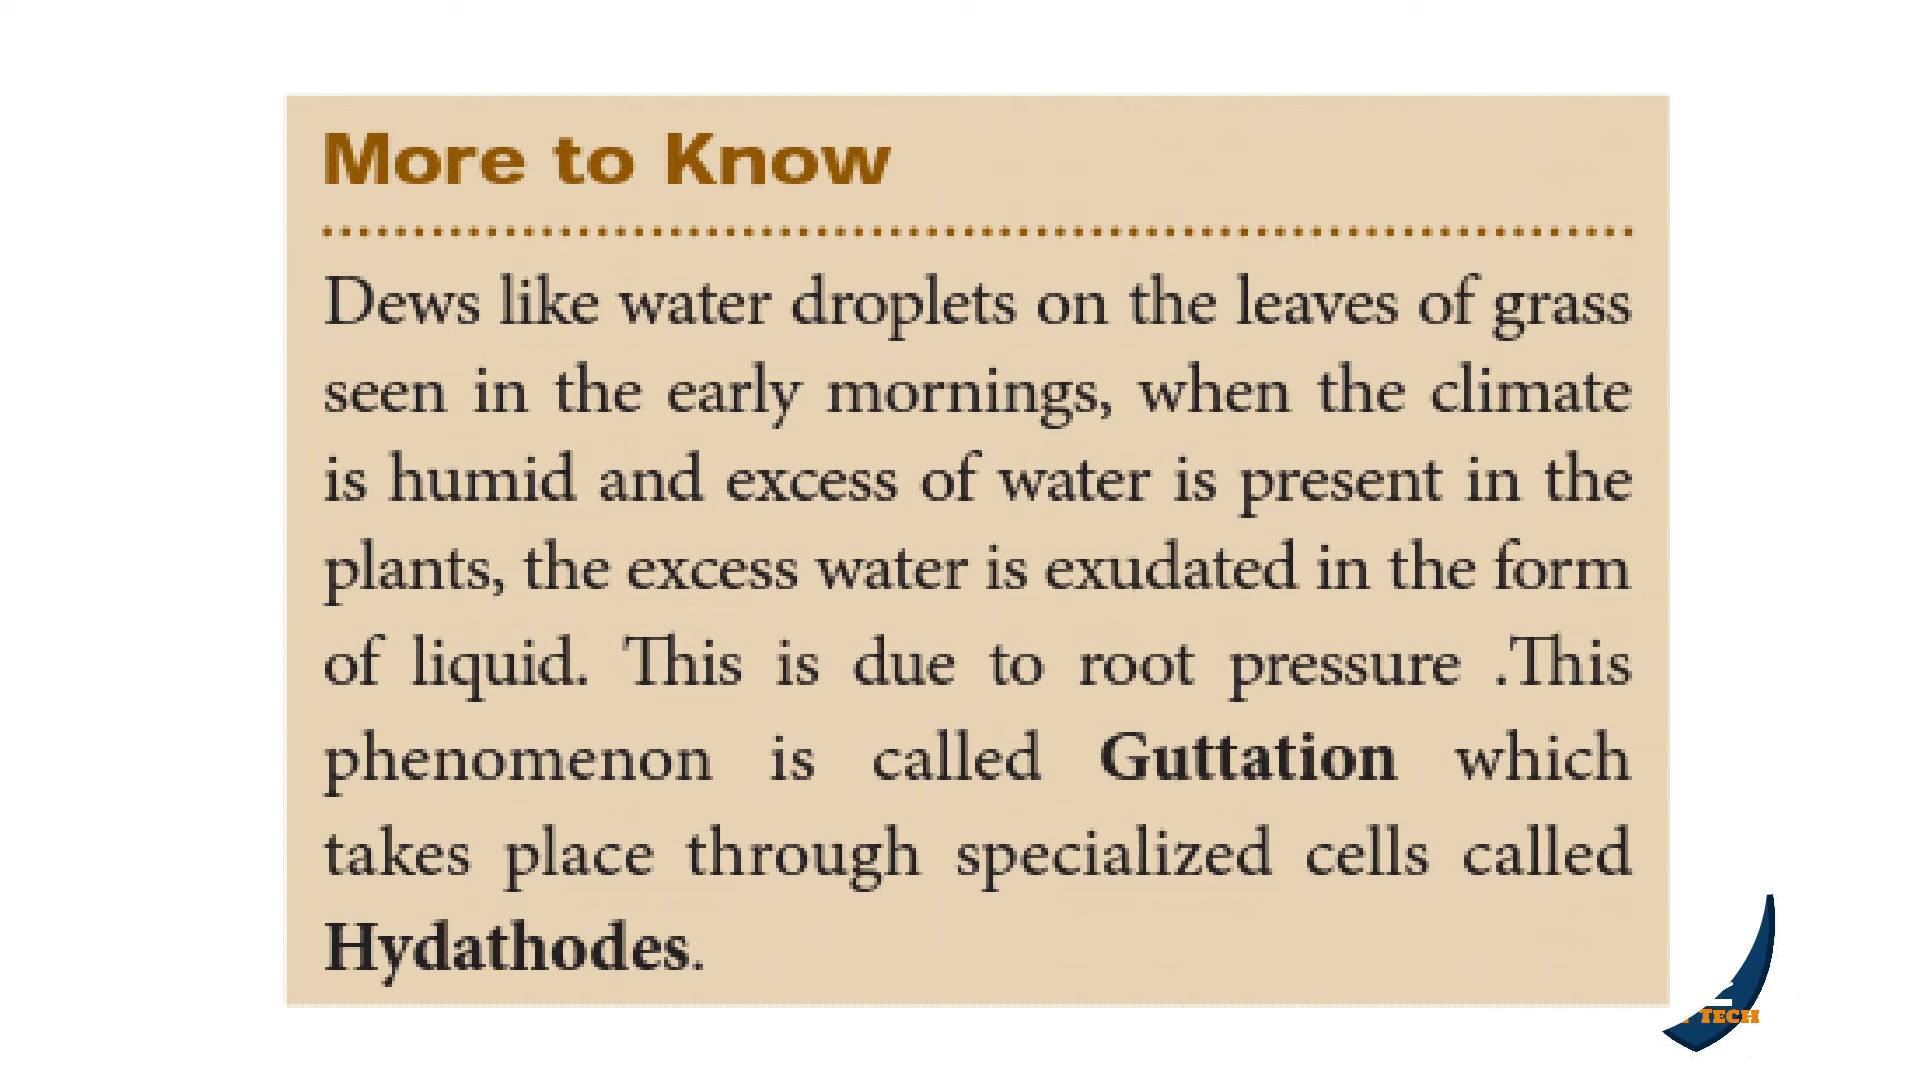 More to Know
Dews like water droplets on the leaves of grass
seen in the early mornings, when the climate
is humid and excess of water is present in the
plants, the excess water is exudated in the form
of liquid. This is due to root pressure .This
phenomenon is called Guttation which
takes place through specialized cells called
Hydathodes.
TECH